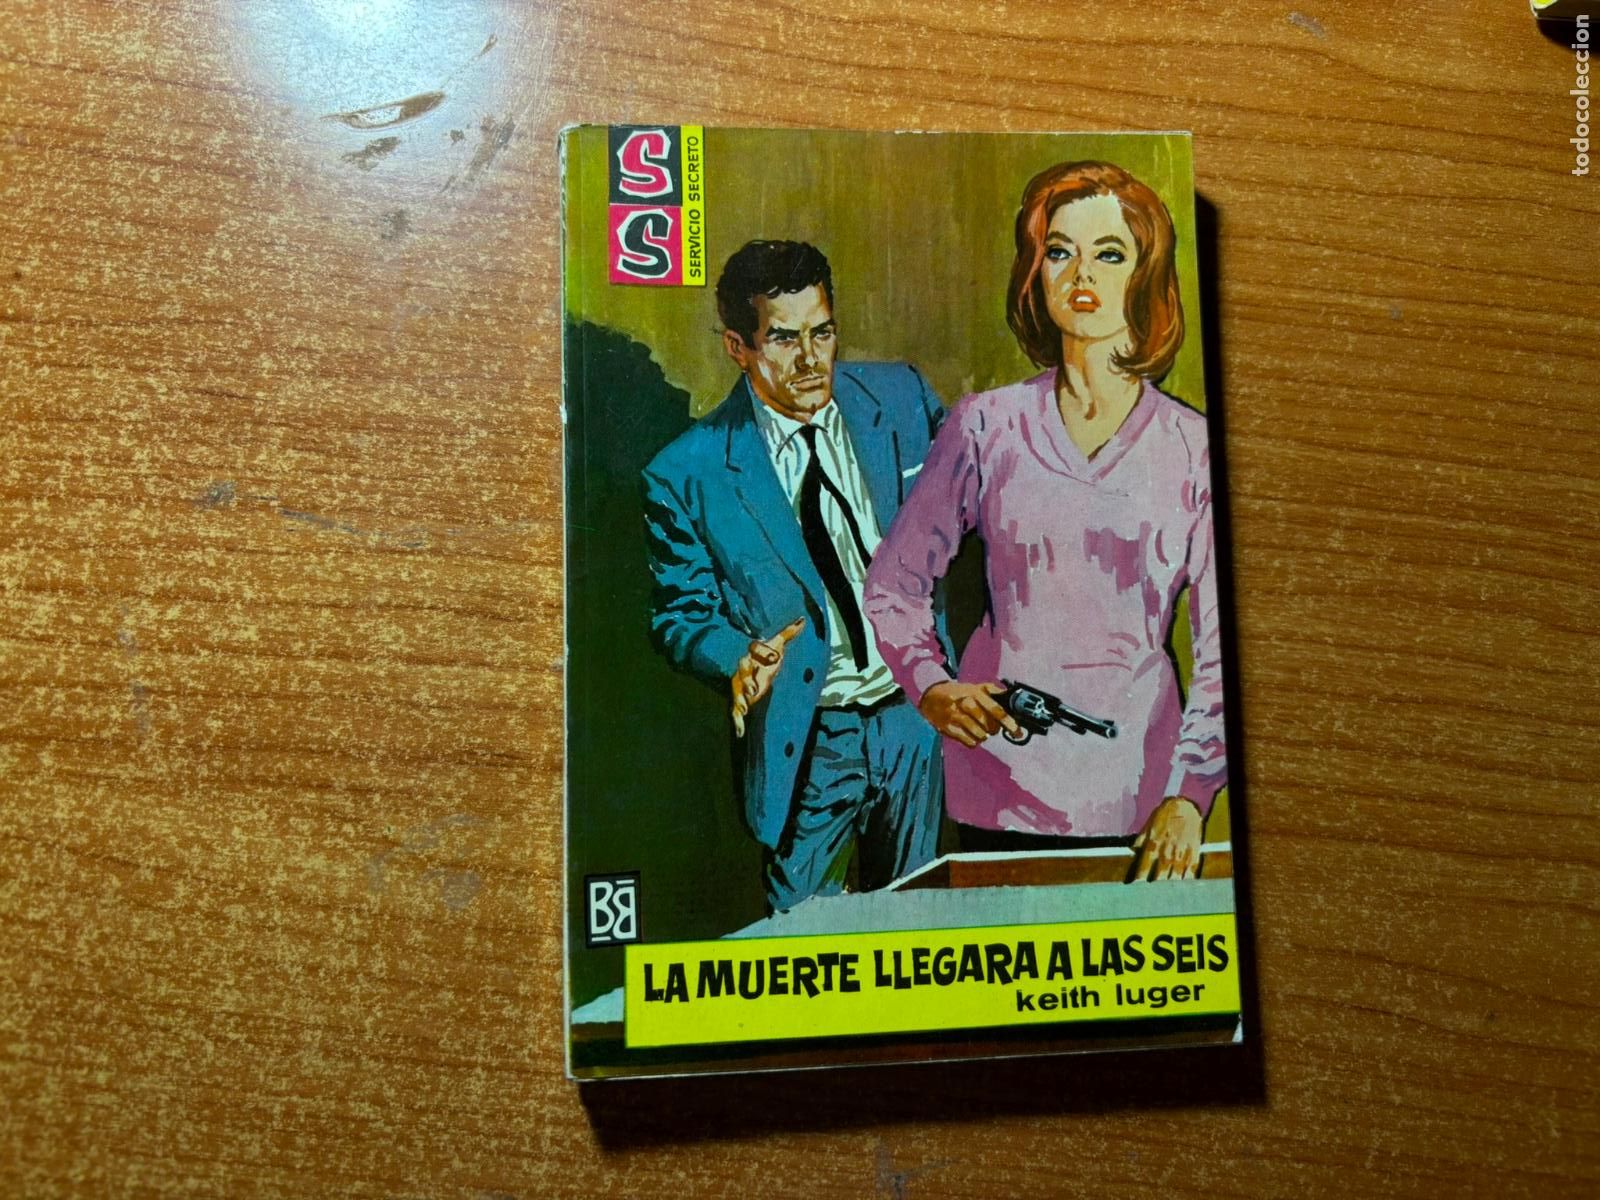 S
S
SERVICIO SECRETO
BB
LA MUERTE LLEGARA A LAS SEIS
keith luger
todocoleccion